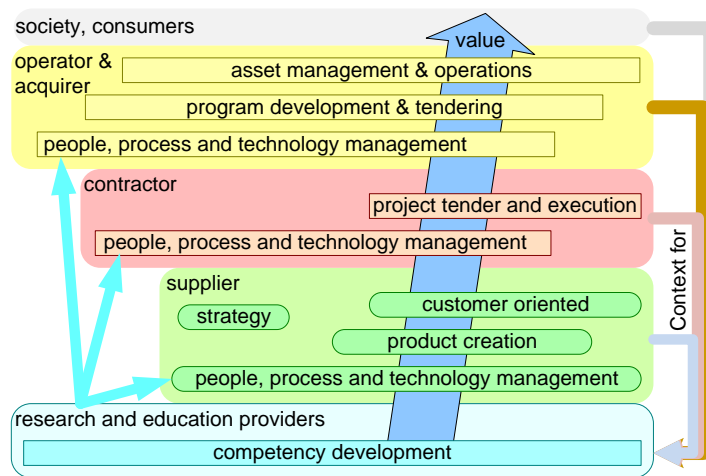 society, consumers
value
operator &
acquirer
asset management & operations
program development & tendering
people, process and technology management
contractor
project tender and execution
people, process and technology management
Context for
supplier
strategy
customer oriented
product creation
people, process and technology management
research and education providers
competency development